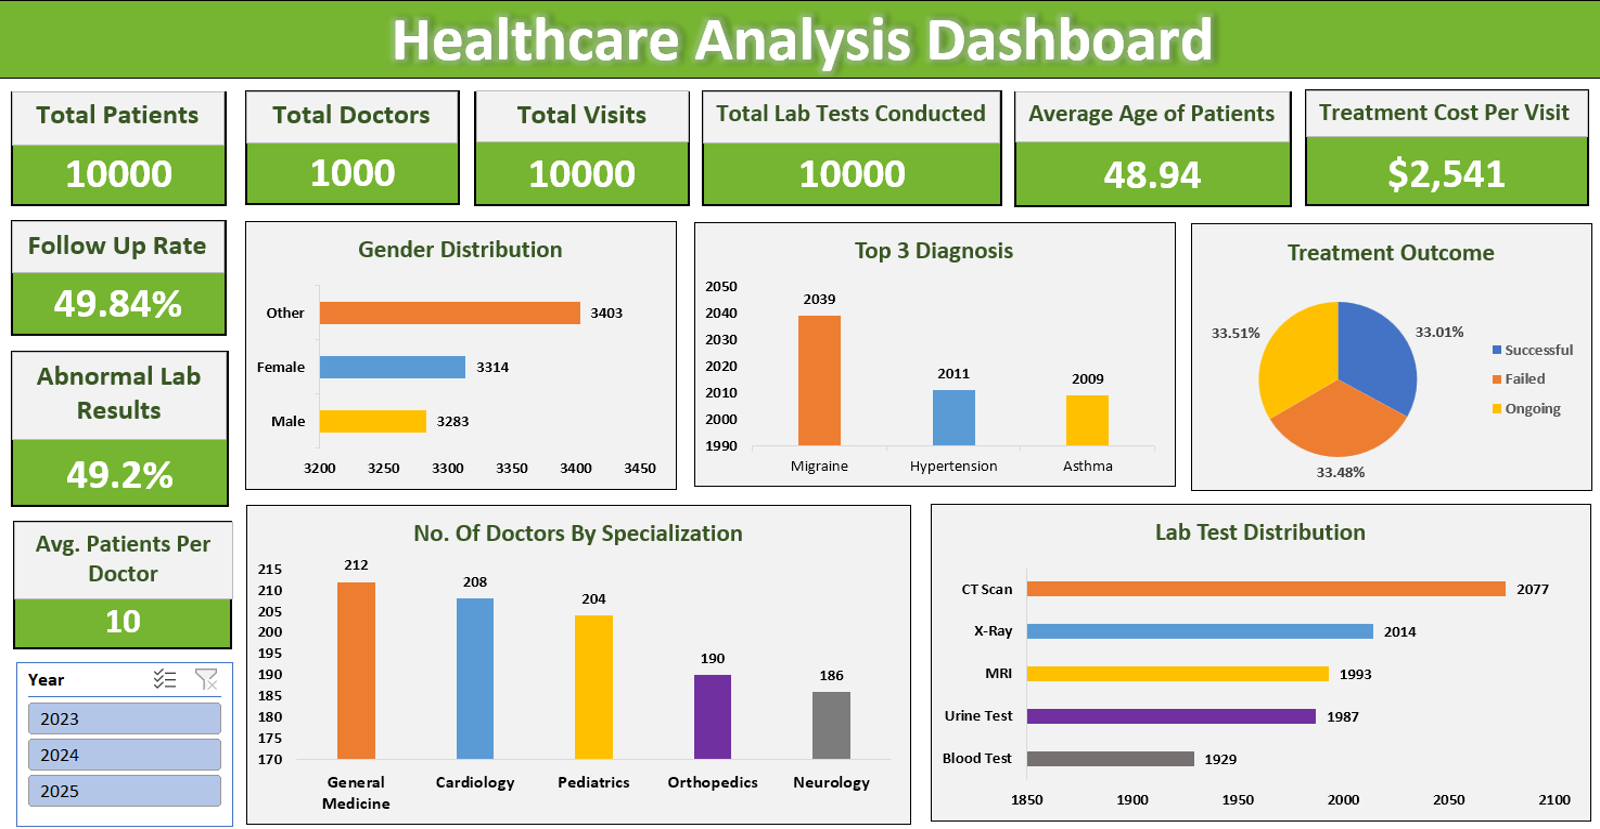 Healthcare Analysis Dashboard
Total Patients
10000
Total Doctors
1000
Total Visits
10000
Total Lab Tests Conducted
10000
Average Age of Patients
48.94
Treatment Cost Per Visit
$2,541
Follow Up Rate
49.84%
Abnormal Lab
Results
49.2%
Avg. Patients Per
Doctor
10
Year
2023
2024
2025
Gender Distribution
Other
3403
Female
3314
Male
3283
3200 3250 3300 3350 3400 3450
Top 3 Diagnosis
2050
2040
2030
2020
2010
2000
1990
2039
2011
2009
Migraine Hypertension Asthma
Treatment Outcome
33.51%
33.01%
33.48%
Successful
Failed
Ongoing
No. Of Doctors By Specialization
215
210
205
200
195
190
185
180
175
170
212
208
204
190
186
General
Medicine
Cardiology
Pediatrics
Orthopedics
Neurology
Lab Test Distribution
CT Scan
2077
X-Ray
2014
MRI
1993
Urine Test
1987
Blood Test
1929
1850 1900 1950 2000 2050 2100